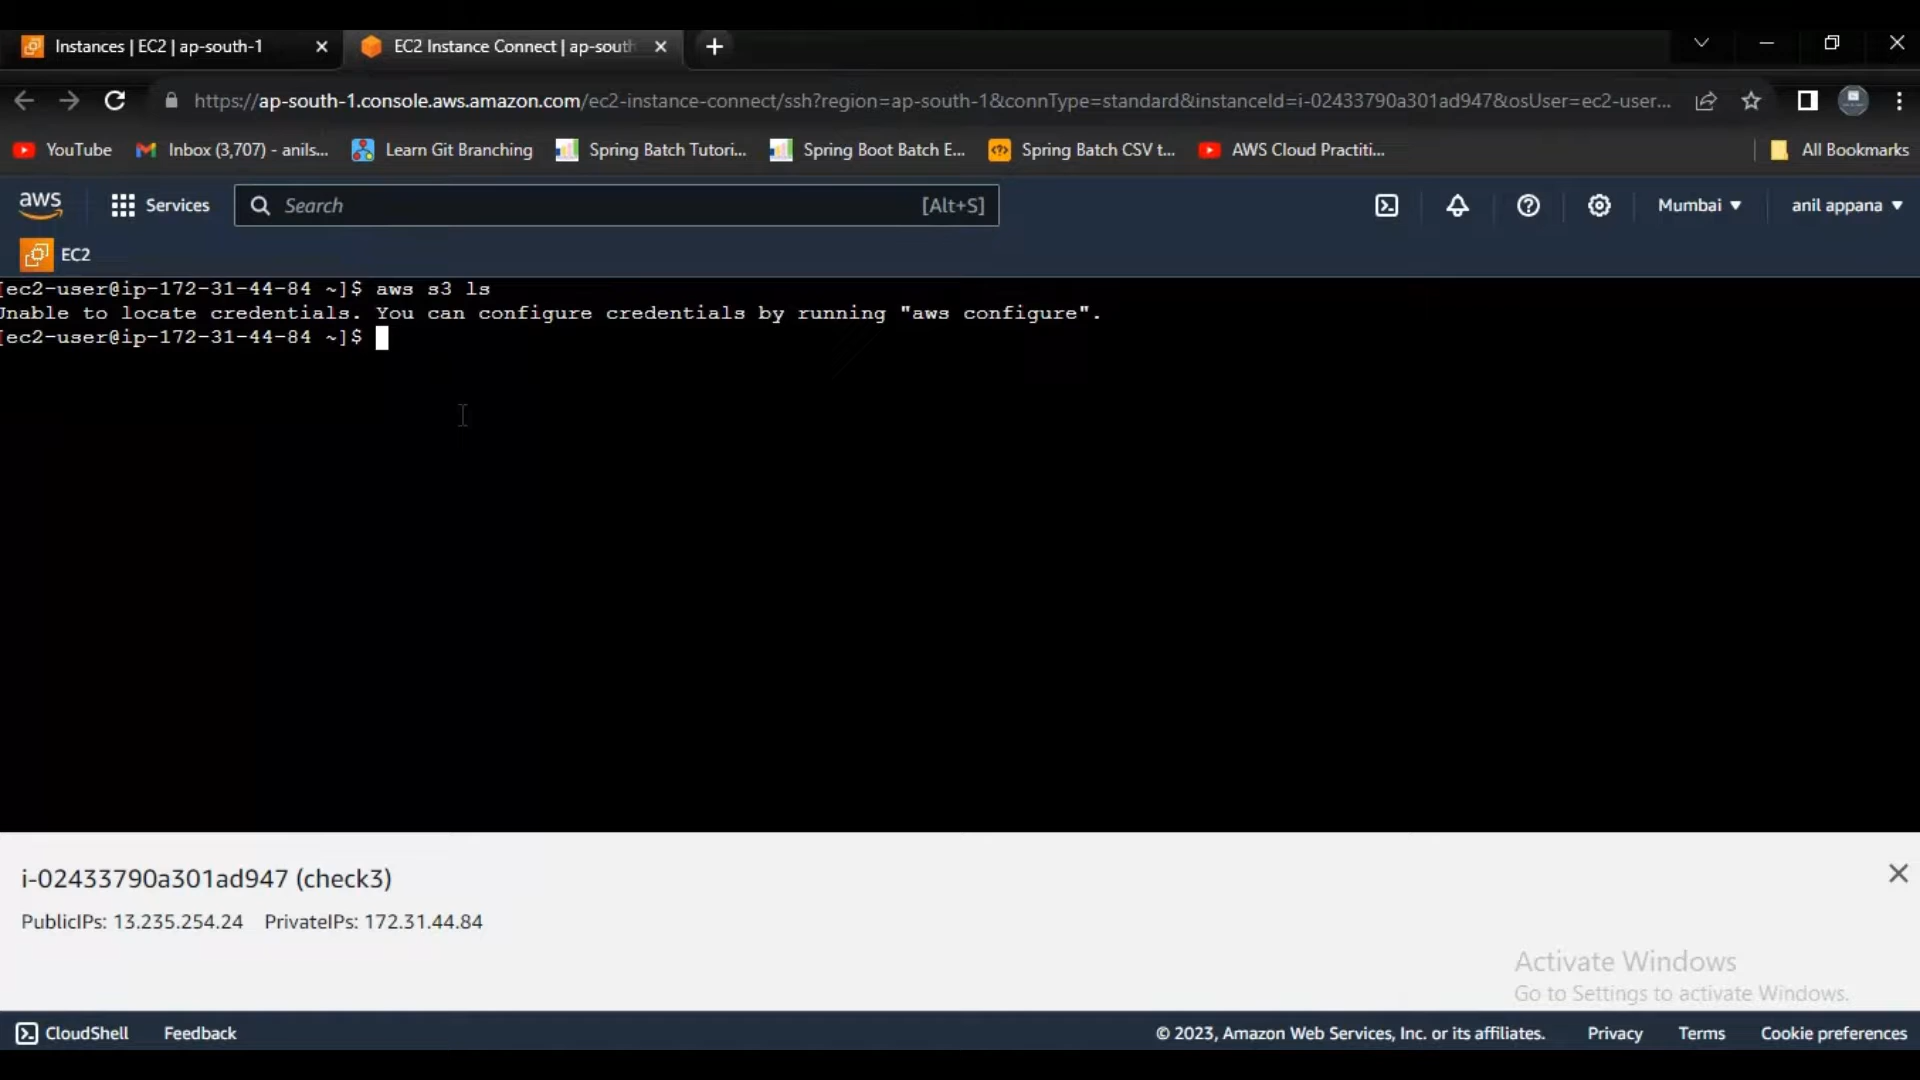 Instances | EC2 | ap-south-1
EC2 Instance Connect | ap-south
https://ap-south-1.console.aws.amazon.com/ec2-instance-connect/ssh?region=ap-south-1&connType=standard&instanceId=i-02433790a301ad947&osUser=ec2-user...
YouTube
Inbox (3,707) - anils...
Learn Git Branching
Spring Batch Tutori...
Spring Boot Batch E...
Spring Batch CSV t...
AWS Cloud Practiti...
All Bookmarks
aws
Services
Search
[Alt+S]
Mumbai
anil appana
EC2
[ec2-user@ip-172-31-44-84 ~]$ aws s3 ls
Unable to locate credentials. You can configure credentials by running "aws configure".
[ec2-user@ip-172-31-44-84 ~]$
i-02433790a301ad947 (check3)
PublicIPs: 13.235.254.24 PrivateIPs: 172.31.44.84
Activate Windows
Go to Settings to activate Windows.
CloudShell
Feedback
© 2023, Amazon Web Services, Inc. or its affiliates.
Privacy
Terms
Cookie preferences